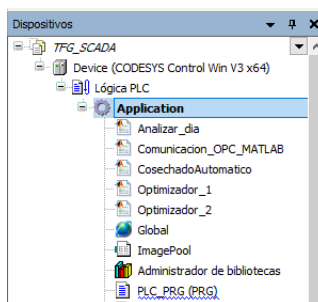 Dispositivos
TFG_SCADA
Device (CODESYS Control Win V3 x64)
Lógica PLC
Application
Analizar_dia
Comunicacion_OPC_MATLAB
CosechadoAutomatico
Optimizador_1
Optimizador_2
Global
ImagePool
Administrador de bibliotecas
PLC_PRG (PRG)